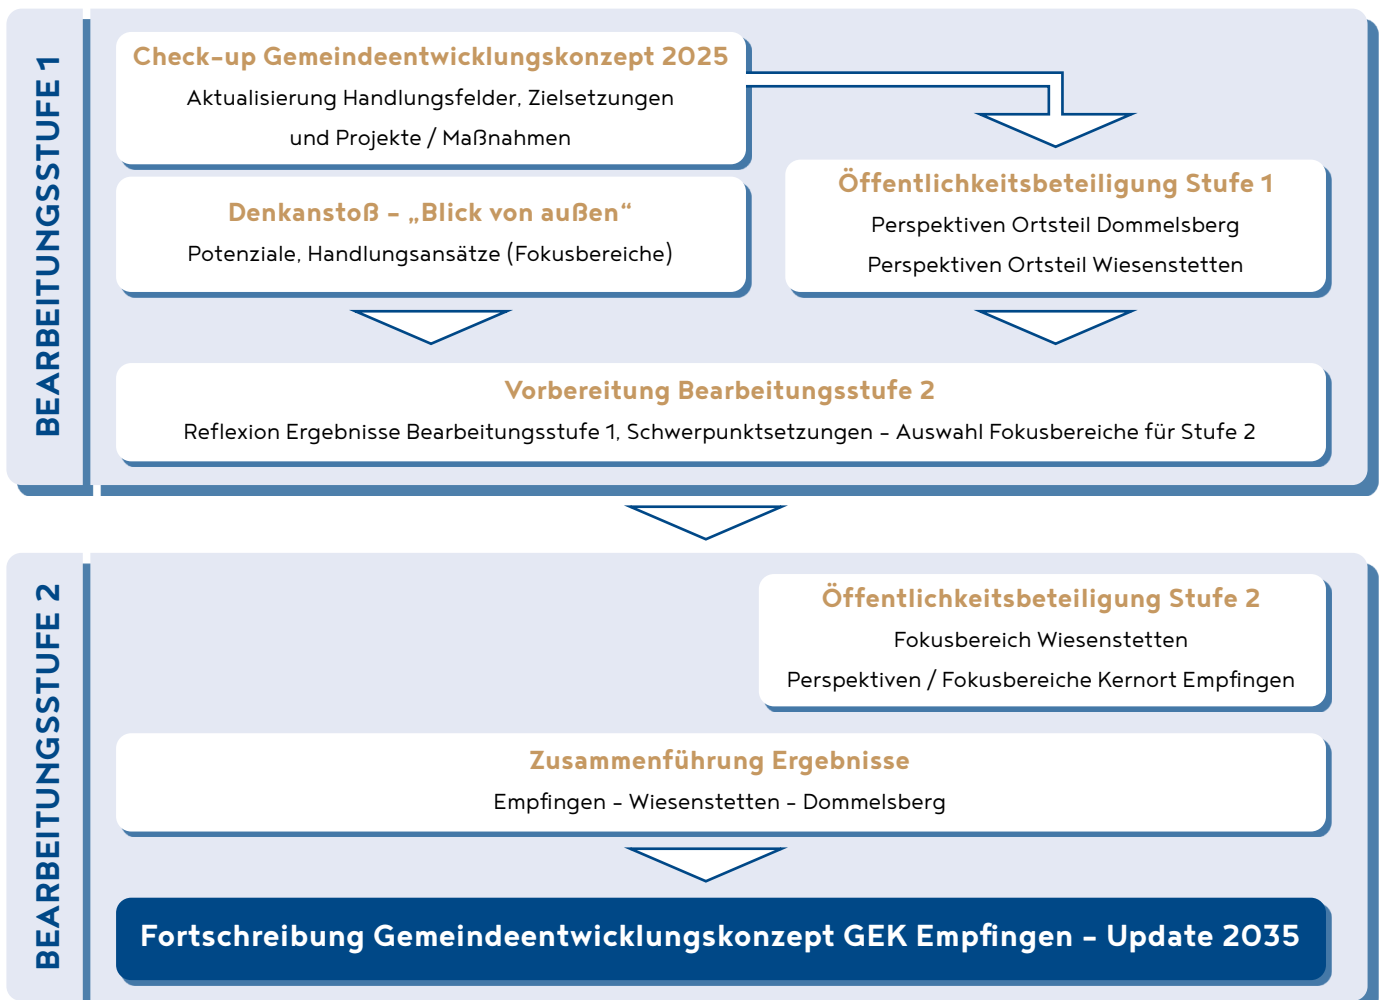 BEARBEITUNGSSTUFE 1
Check-up Gemeindeentwicklungskonzept 2025
Aktualisierung Handlungsfelder, Zielsetzungen
und Projekte / Maßnahmen
Denkanstoß - „Blick von außen“
Potenziale, Handlungsansätze (Fokusbereiche)
Öffentlichkeitsbeteiligung Stufe 1
Perspektiven Ortsteil Dommelsberg
Perspektiven Ortsteil Wiesenstetten
Vorbereitung Bearbeitungsstufe 2
Reflexion Ergebnisse Bearbeitungsstufe 1, Schwerpunktsetzungen - Auswahl Fokusbereiche für Stufe 2
BEARBEITUNGSSTUFE 2
Öffentlichkeitsbeteiligung Stufe 2
Fokusbereich Wiesenstetten
Perspektiven / Fokusbereiche Kernort Empfingen
Zusammenführung Ergebnisse
Empfingen - Wiesenstetten - Dommelsberg
Fortschreibung Gemeindeentwicklungskonzept GEK Empfingen - Update 2035